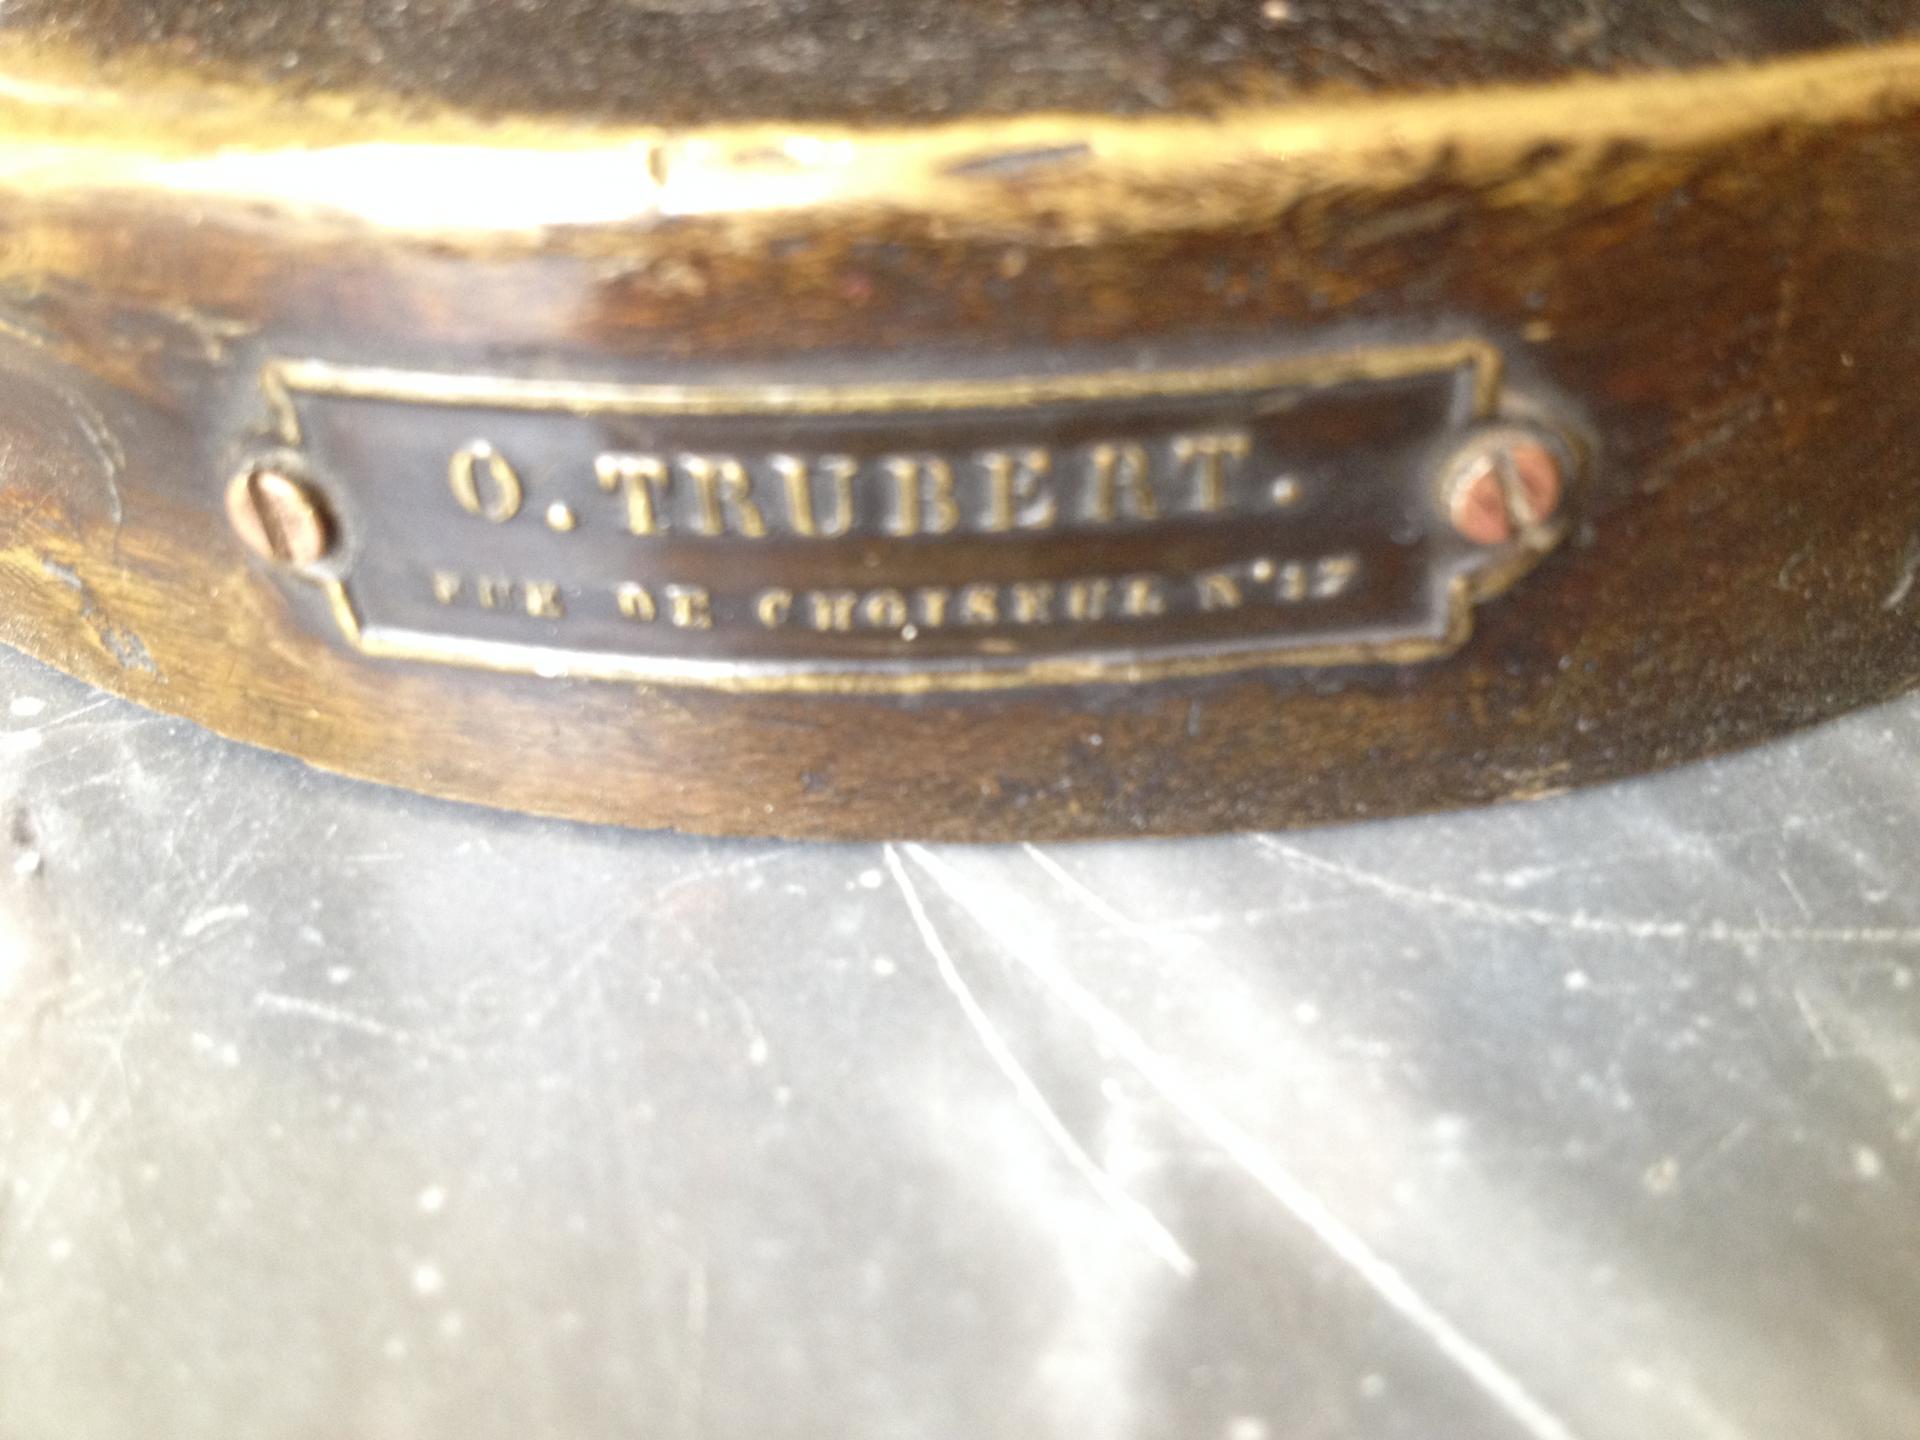 O. TRUBERT.
RUE DE CHOISEUL N° 17